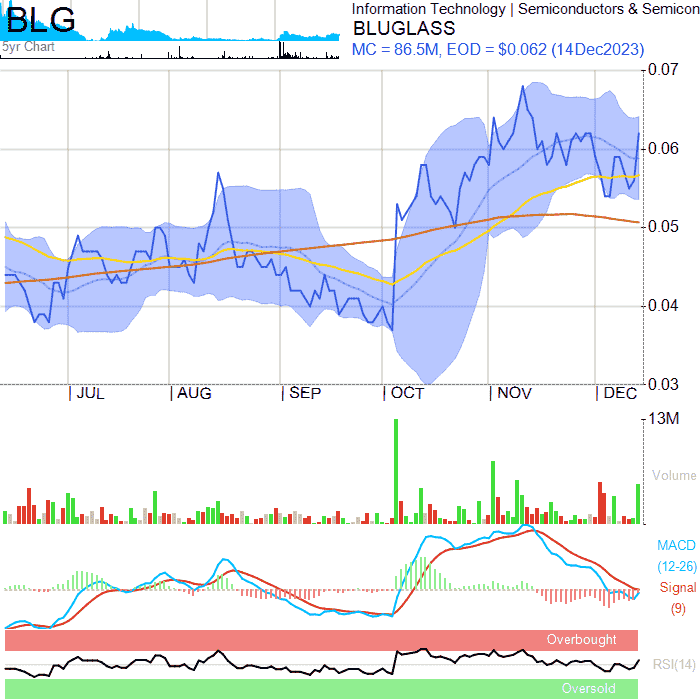 BLG
5yr Chart
Information Technology | Semiconductors & Semicon
BLUGLASS
MC = 86.5M, EOD = $0.062 (14Dec2023)
0.07
0.06
0.05
0.04
0.03
| JUL | AUG | SEP | OCT | NOV | DEC
13M
Volume
MACD
(12-26)
Signal
(9)
Overbought
RSI(14)
Oversold